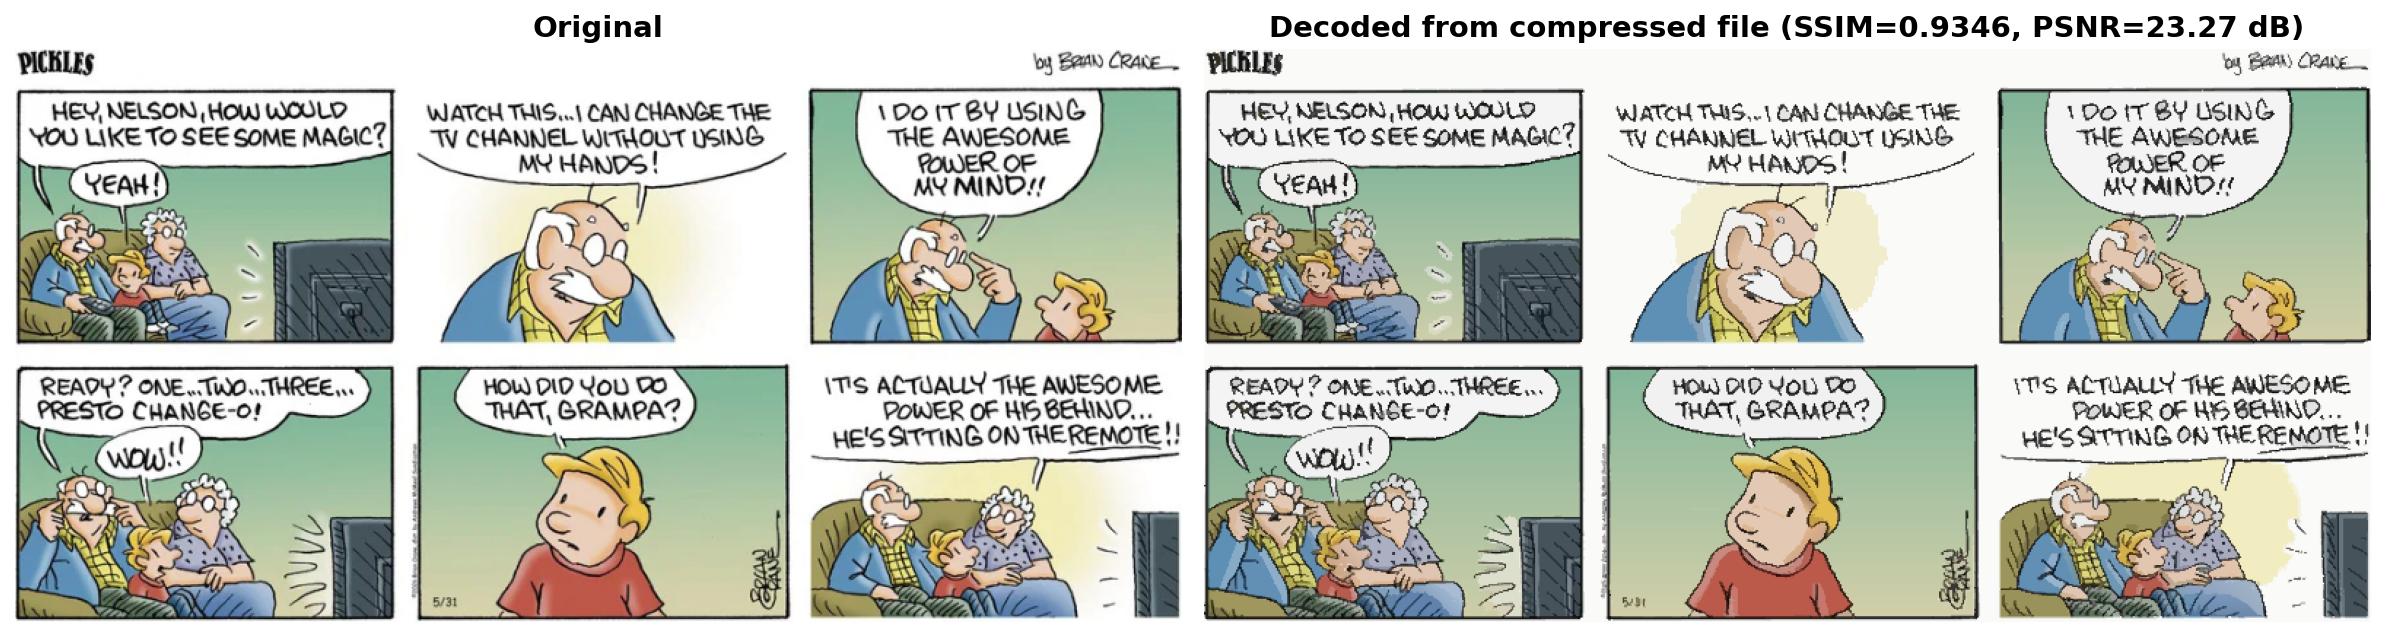 Original
PICKLES
by BRIAN CRANE
HEY, NELSON, HOW WOULD
YOU LIKE TO SEE SOME MAGIC?
YEAH!
WATCH THIS... I CAN CHANGE THE
TV CHANNEL WITHOUT USING
MY HANDS!
I DO IT BY USING
THE AWESOME
POWER OF
MY MIND!!
READY? ONE...TWO...THREE...
PRESTO CHANGE-O!
WOW!!
HOW DID YOU DO
THAT, GRAMPA?
5/31
BRIAN
CRANE
IT'S ACTUALLY THE AWESOME
POWER OF HIS BEHIND...
HE'S SITTING ON THE REMOTE!!
Decoded from compressed file (SSIM=0.9346, PSNR=23.27 dB)
PICKLES
by BRIAN CRANE
HEY, NELSON, HOW WOULD
YOU LIKE TO SEE SOME MAGIC?
YEAH!
WATCH THIS... I CAN CHANGE THE
TV CHANNEL WITHOUT USING
MY HANDS!
I DO IT BY USING
THE AWESOME
POWER OF
MY MIND!!
READY? ONE...TWO...THREE...
PRESTO CHANGE-O!
WOW!!
HOW DID YOU DO
THAT, GRAMPA?
5/31
BRIAN
CRANE
IT'S ACTUALLY THE AWESOME
POWER OF HIS BEHIND...
HE'S SITTING ON THE REMOTE!!